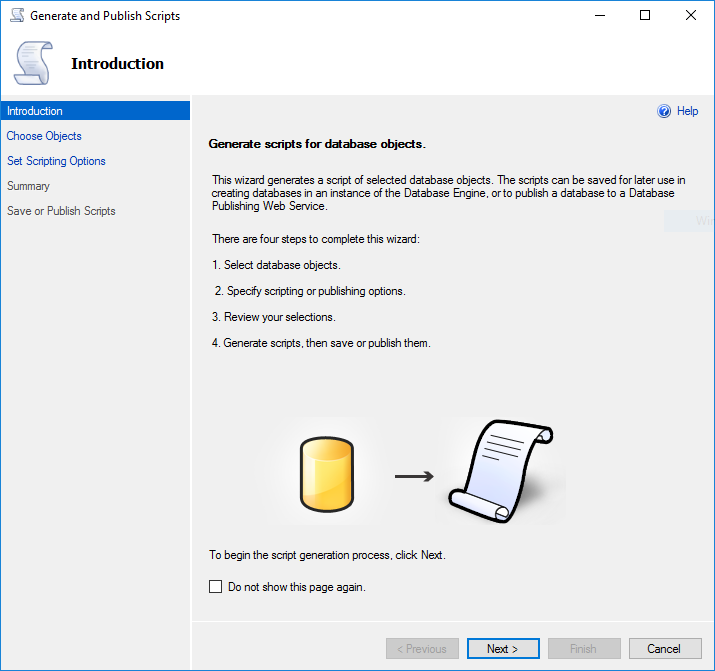 Generate and Publish Scripts
Introduction
Introduction
Choose Objects
Set Scripting Options
Summary
Save or Publish Scripts
Help
Generate scripts for database objects.
This wizard generates a script of selected database objects. The scripts can be saved for later use in
creating databases in an instance of the Database Engine, or to publish a database to a Database
Publishing Web Service.
There are four steps to complete this wizard:
1. Select database objects.
2. Specify scripting or publishing options.
3. Review your selections.
4. Generate scripts, then save or publish them.
To begin the script generation process, click Next.
Do not show this page again.
< Previous
Next >
Finish
Cancel